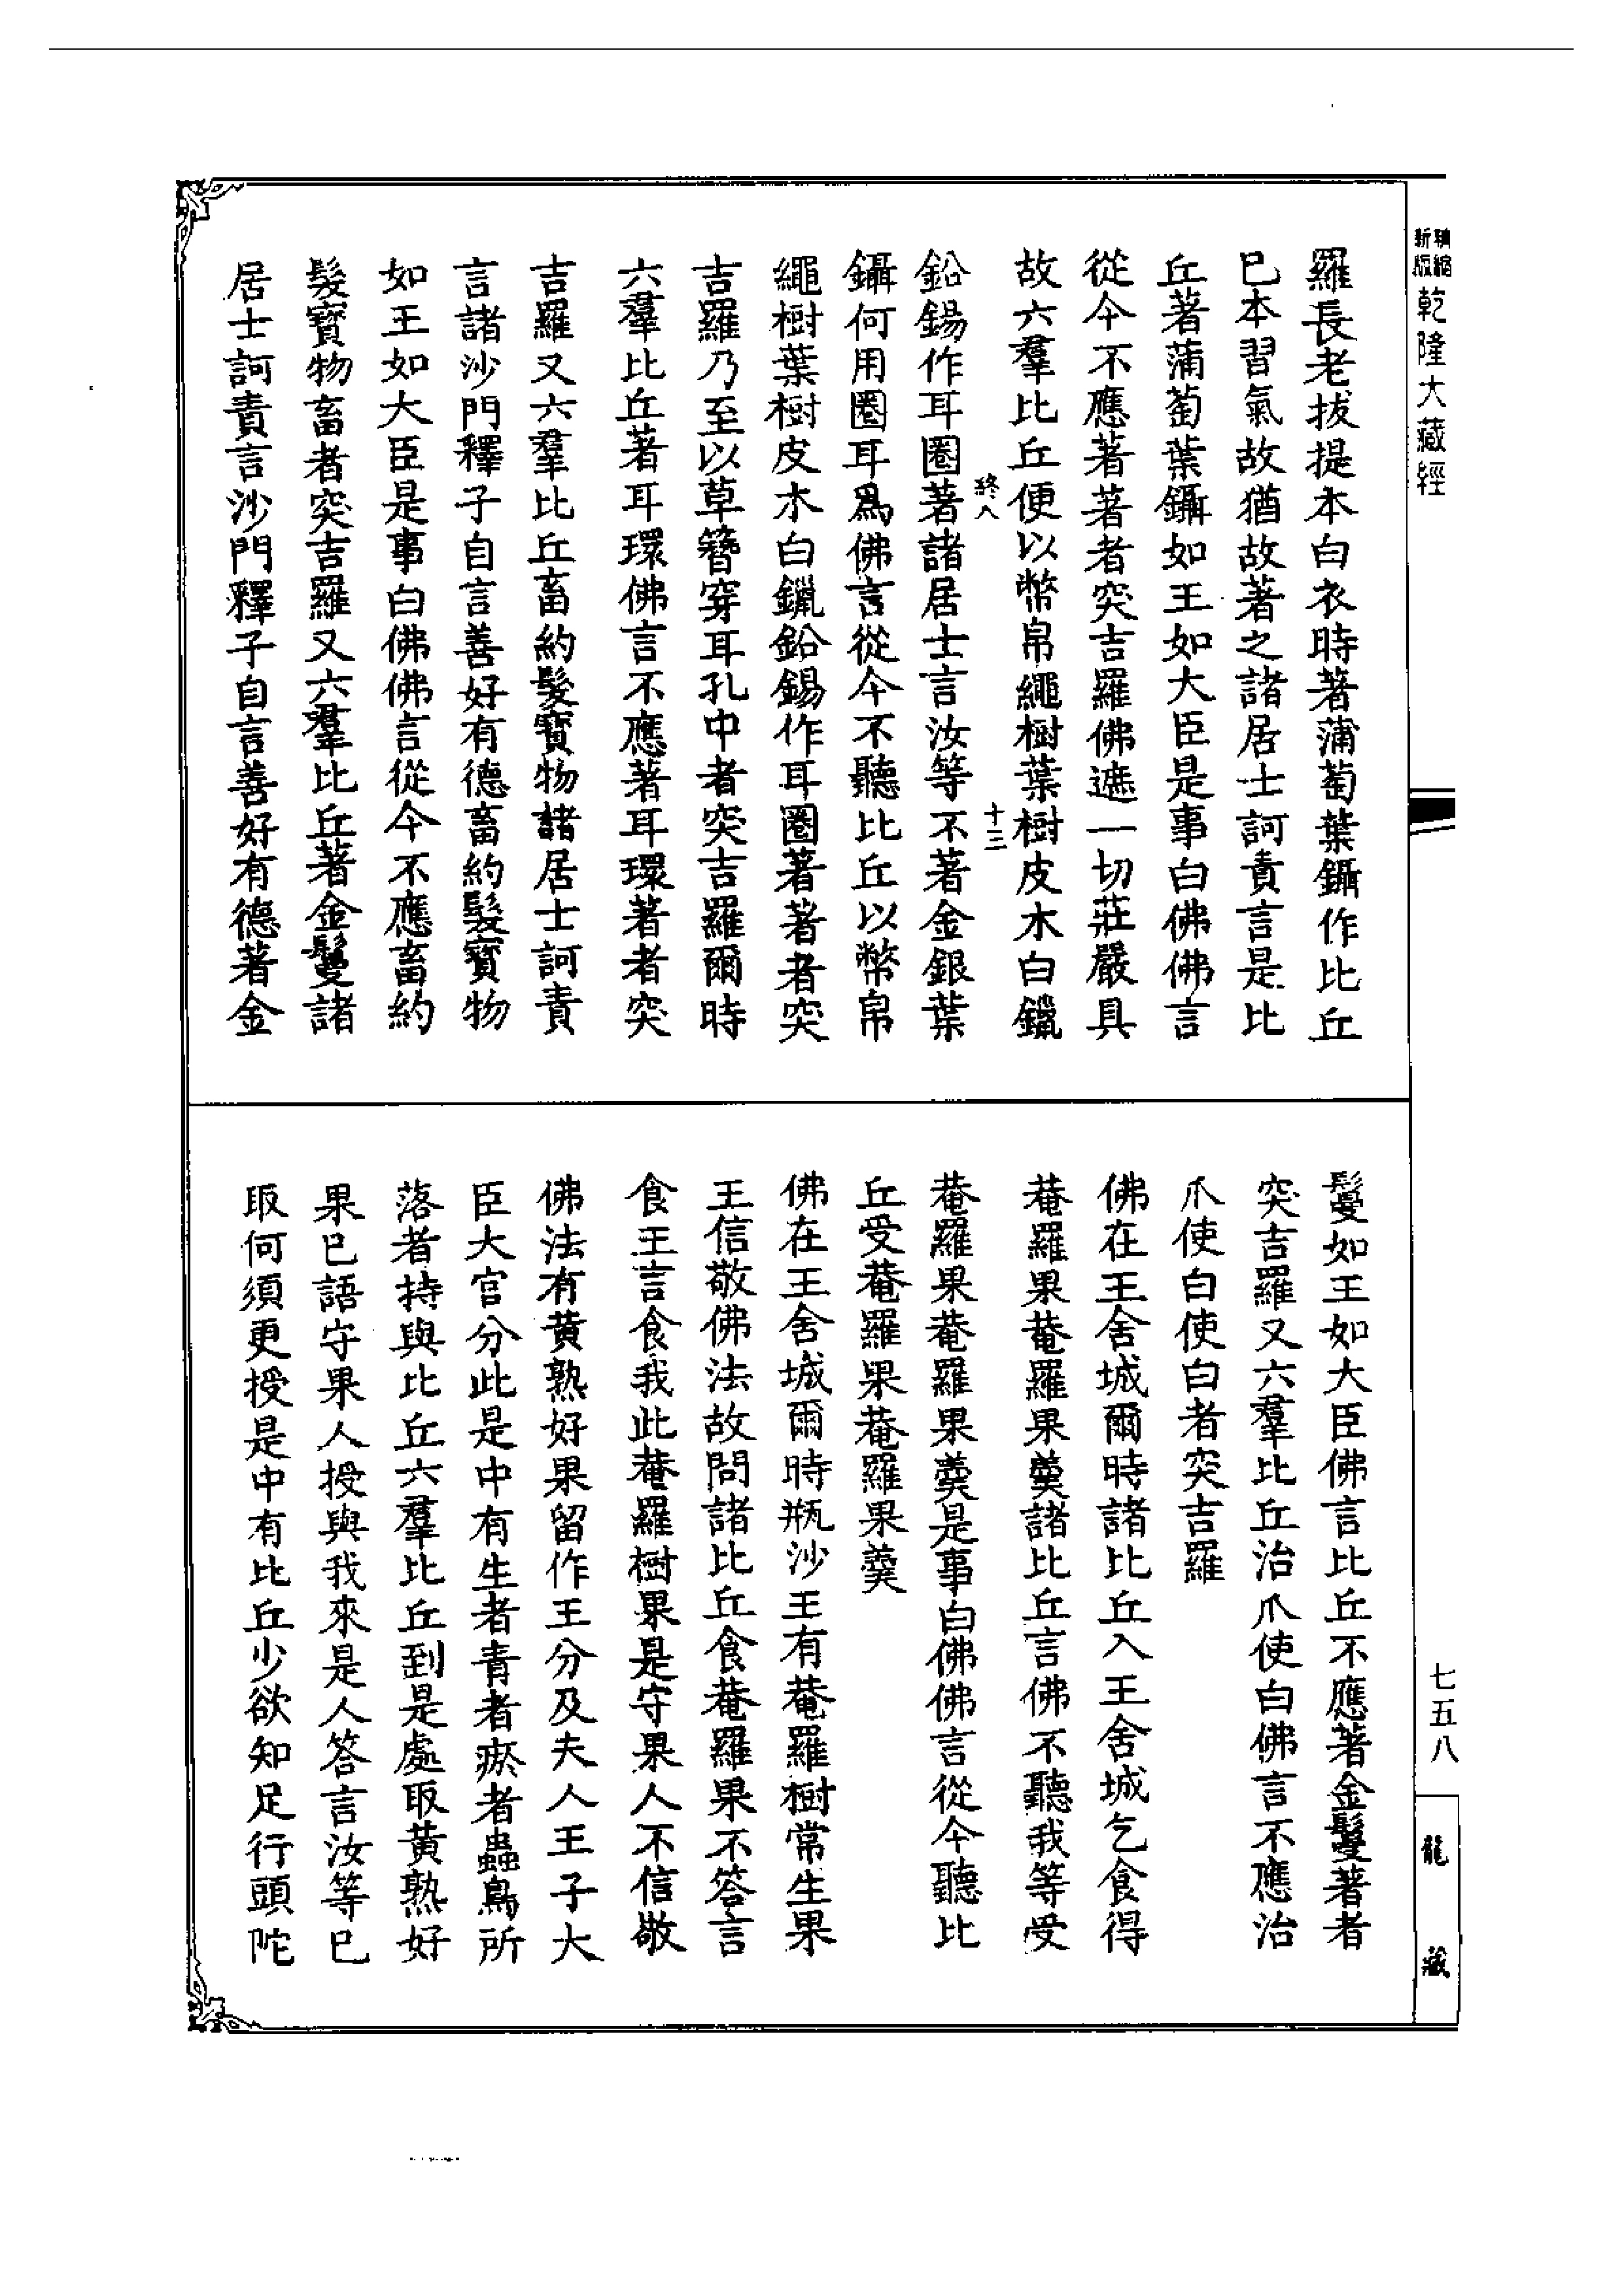 精縮
新版
乾隆大藏經
羅長老拔提本白衣時著蒲萄葉鑷作比丘
已本習氣故猶故著之諸居士訶責言是比
丘著蒲萄葉鑷如王如大臣是事白佛佛言
從今不應著著者突吉羅佛遮一切莊嚴具
故六羣比丘便以幣帛繩樹葉樹皮木白鑞
終八
十三
鉛錫作耳圈著諸居士言汝等不著金銀葉
鑷何用圈耳爲佛言從今不聽比丘以幣帛
繩樹葉樹皮木白鑞鉛錫作耳圈著著者突
吉羅乃至以草簪穿耳孔中者突吉羅爾時
六羣比丘著耳環佛言不應著耳環著者突
吉羅又六羣比丘畜約髮寶物諸居士訶責
言諸沙門釋子自言善好有德畜約髮寶物
如王如大臣是事白佛佛言從今不應畜約
髮寶物畜者突吉羅又六羣比丘著金鬘諸
居士訶責言沙門釋子自言善好有德著金
鬘如王如大臣佛言比丘不應著金鬘著者
突吉羅又六羣比丘治爪使白佛言不應治
爪使白使白者突吉羅
佛在王舍城爾時諸比丘入王舍城乞食得
菴羅果菴羅果羹諸比丘言佛不聽我等受
菴羅果菴羅果羹是事白佛佛言從今聽比
丘受菴羅果菴羅果羹
佛在王舍城爾時瓶沙王有菴羅樹常生果
王信敬佛法故問諸比丘食菴羅果不答言
食王言食我此菴羅樹果是守果人不信敬
佛法有黃熟好果留作王分及夫人王子大
臣大官分此是中有生者青者瘀者蟲鳥所
落者持與比丘六羣比丘到是處取黃熟好
果已語守果人授與我來是人答言汝等已
取何須更授是中有比丘少欲知足行頭陀
七五八
龍藏